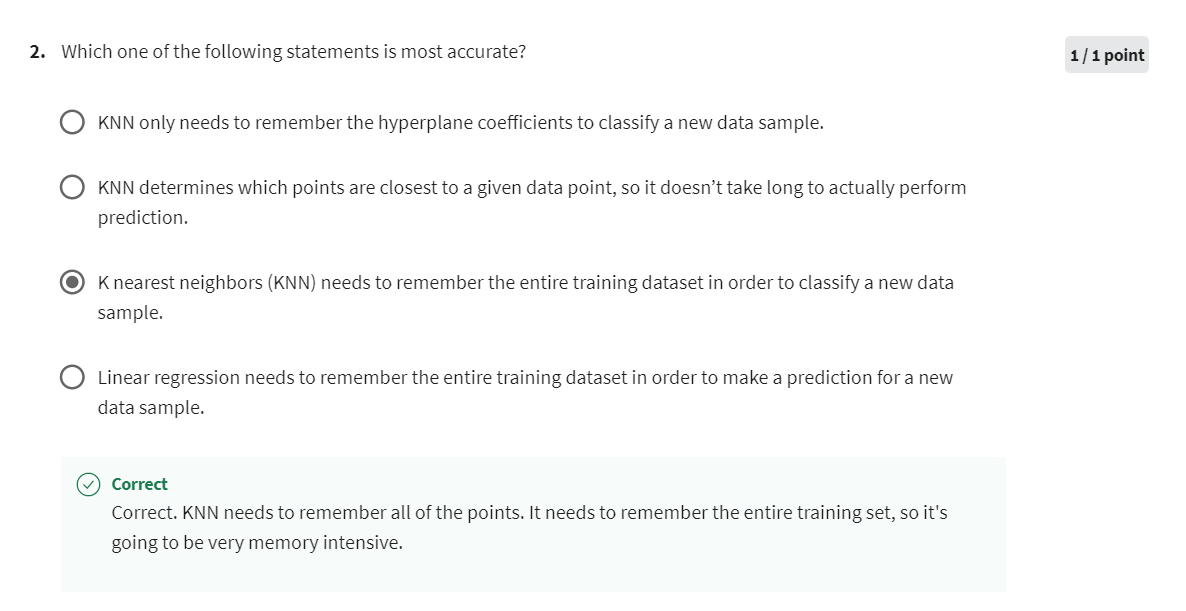 2. Which one of the following statements is most accurate?
1 / 1 point
KNN only needs to remember the hyperplane coefficients to classify a new data sample.
KNN determines which points are closest to a given data point, so it doesn’t take long to actually perform
prediction.
K nearest neighbors (KNN) needs to remember the entire training dataset in order to classify a new data
sample.
Linear regression needs to remember the entire training dataset in order to make a prediction for a new
data sample.
Correct
Correct. KNN needs to remember all of the points. It needs to remember the entire training set, so it's
going to be very memory intensive.